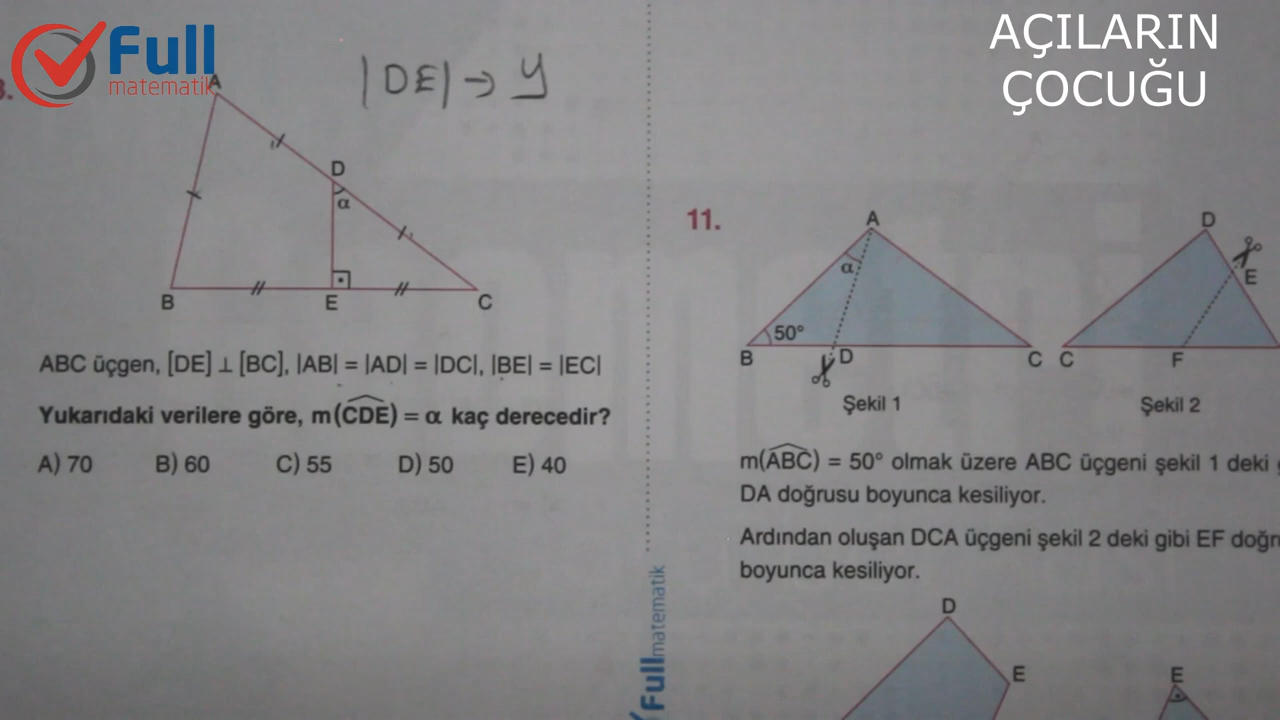 Full
matematik
AÇILARIN
ÇOCUĞU
|DE| → y
A
D
α
B
E
C
ABC üçgen, [DE] ⊥ [BC], |AB| = |AD| = |DC|, |BE| = |EC|
Yukarıdaki verilere göre, m(CDE) = α kaç derecedir?
A) 70 B) 60 C) 55 D) 50 E) 40
11.
A
α
50°
B
D
C
Şekil 1
D
E
C
F
Şekil 2
m(ABC) = 50° olmak üzere ABC üçgeni şekil 1 deki
DA doğrusu boyunca kesiliyor.
Ardından oluşan DCA üçgeni şekil 2 deki gibi EF
boyunca kesiliyor.
D
E
E
Fullmatematik